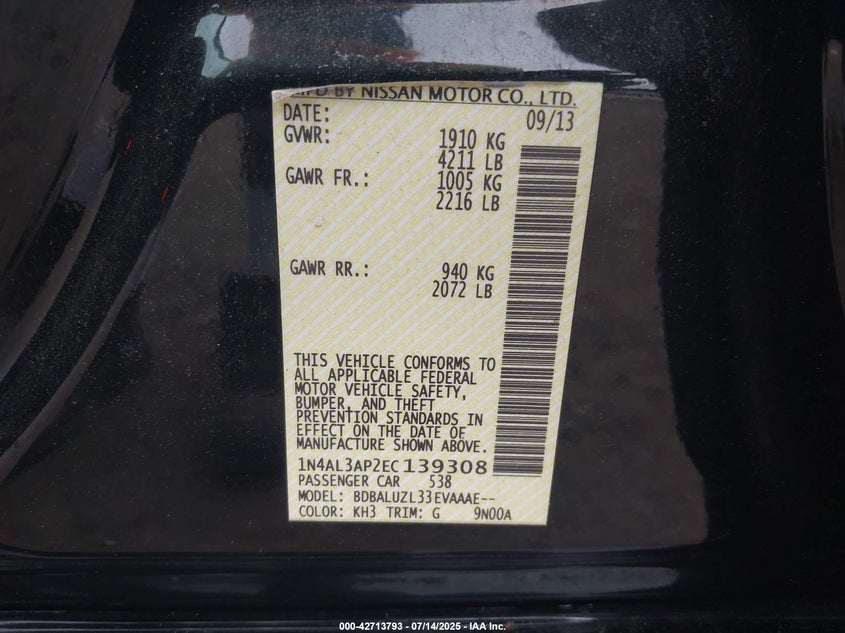 MFD BY NISSAN MOTOR CO., LTD.
DATE: 09/13
GVWR: 1910 KG
4211 LB
GAWR FR.: 1005 KG
2216 LB
GAWR RR.: 940 KG
2072 LB
THIS VEHICLE CONFORMS TO
ALL APPLICABLE FEDERAL
MOTOR VEHICLE SAFETY,
BUMPER, AND THEFT
PREVENTION STANDARDS IN
EFFECT ON THE DATE OF
MANUFACTURE SHOWN ABOVE.
1N4AL3AP2EC139308
PASSENGER CAR 538
MODEL: BDBALUZL33EVAAAE--
COLOR: KH3 TRIM: G 9N00A
000-42713793 - 07/14/2025 - IAA Inc.